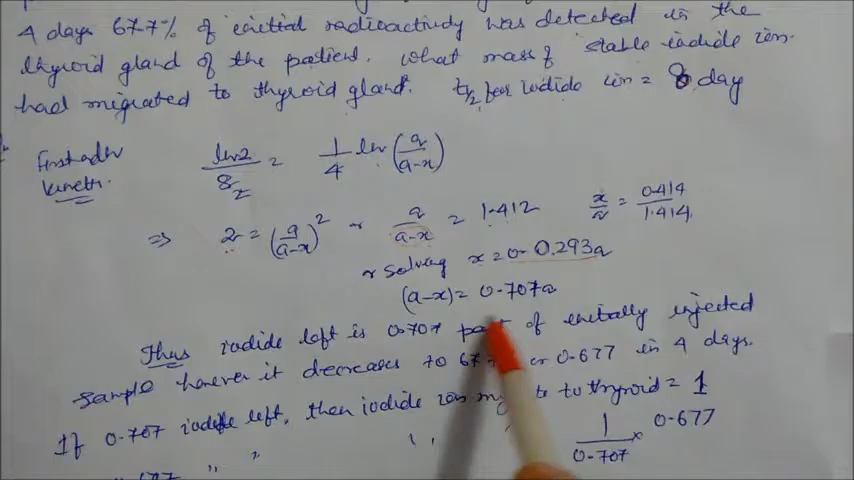 4 days 67.7% of initial radioactivity was detected in the
thyroid gland of the patient. what mass of stable iodide ion
had migrated to thyroid gland. t1/2 for iodide ion = 8 day
First order kinetics. ln2/8 = 1/4 ln (a/a-x)
2
⇒ 2 = (a/a-x)² or a/a-x = 1.412 x/a = 0.414/1.414
or solving x = 0.293a
(a-x) = 0.707a
Thus iodide left is 0.707 part of initially injected
sample however it decreases to 67 or 0.677 in 4 days.
If 0.707 iodide left, then iodide ion to thyroid = 1
1/0.707 × 0.677
" " " "